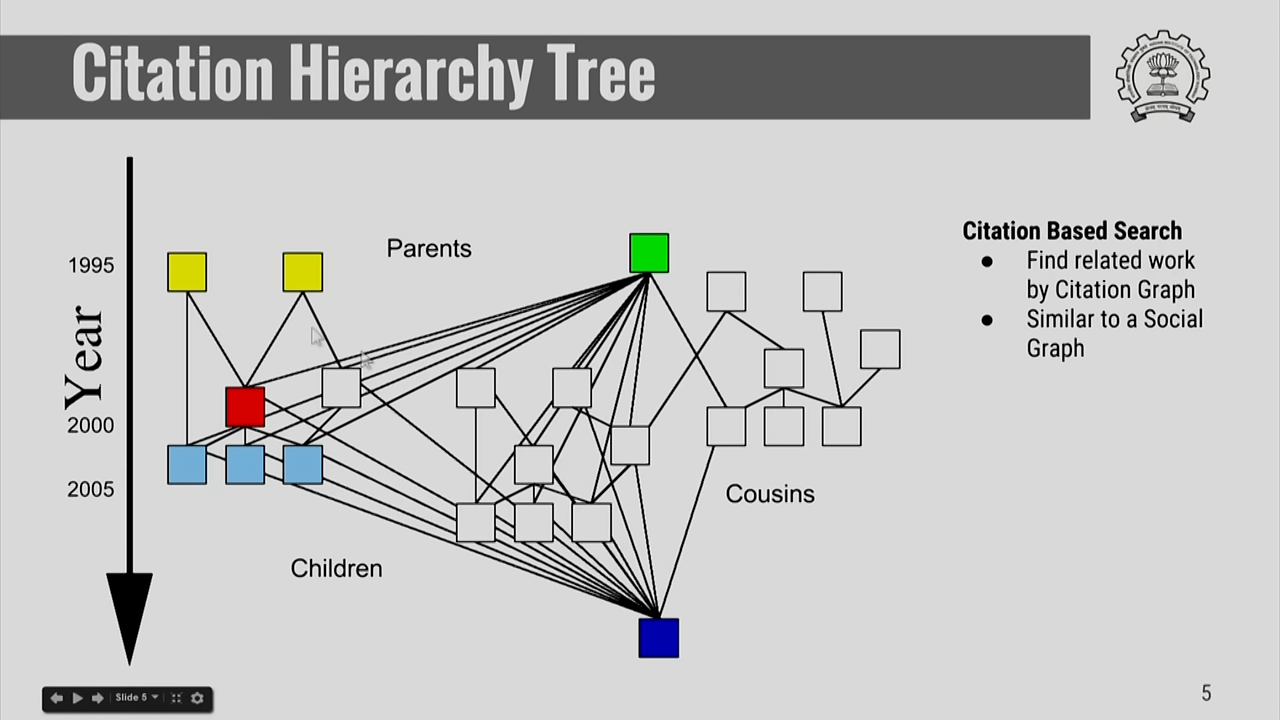 Citation Hierarchy Tree
Parents
1995
Year
2000
2005
Cousins
Children
Citation Based Search
● Find related work
by Citation Graph
● Similar to a Social
Graph
Slide 5
5